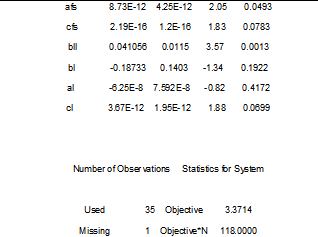 afs 8.73E-12 4.25E-12 2.05 0.0493
cfs 2.19E-16 1.2E-16 1.83 0.0783
bll 0.041056 0.0115 3.57 0.0013
bl -0.18733 0.1403 -1.34 0.1922
al -6.25E-8 7.592E-8 -0.82 0.4172
cl 3.67E-12 1.95E-12 1.88 0.0699
Number of Observations Statistics for System
Used 35 Objective 3.3714
Missing 1 Objective*N 118.0000